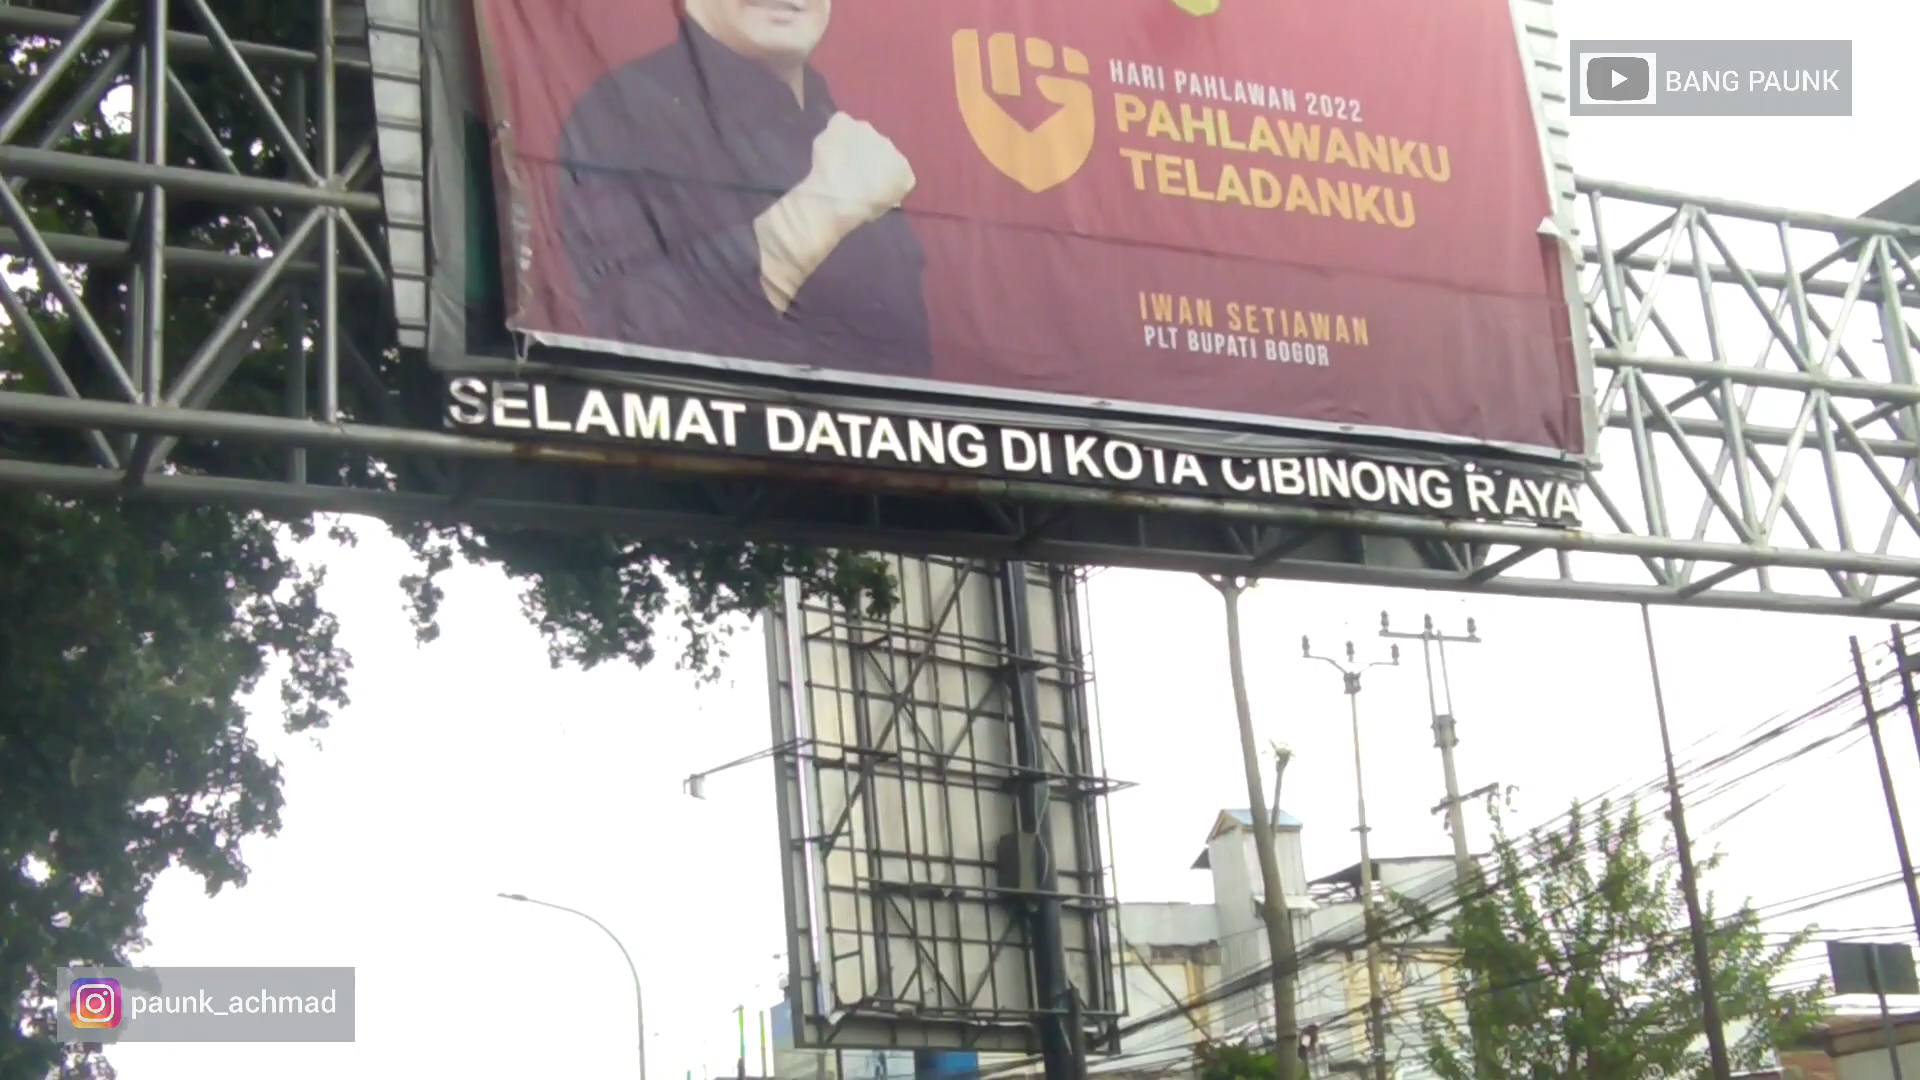 HARI PAHLAWAN 2022
PAHLAWANKU
TELADANKU
IWAN SETIAWAN
PLT BUPATI BOGOR
SELAMAT DATANG DI KOTA CIBINONG RAYA
BANG PAUNK
paunk_achmad